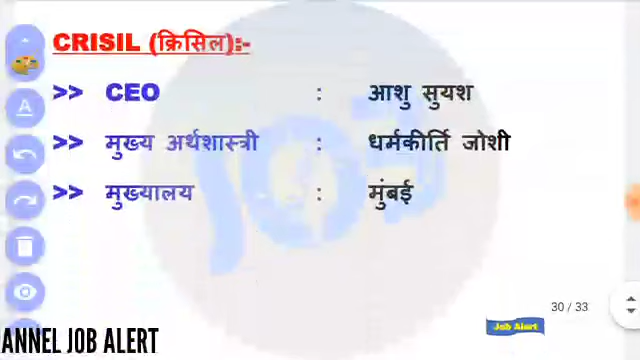 CRISIL (क्रिसिल):-
>> CEO : आशु सुयश
>> मुख्य अर्थशास्त्री : धर्मकीर्ति जोशी
>> मुख्यालय : मुंबई
30 / 33
Job Alert
ANNEL JOB ALERT